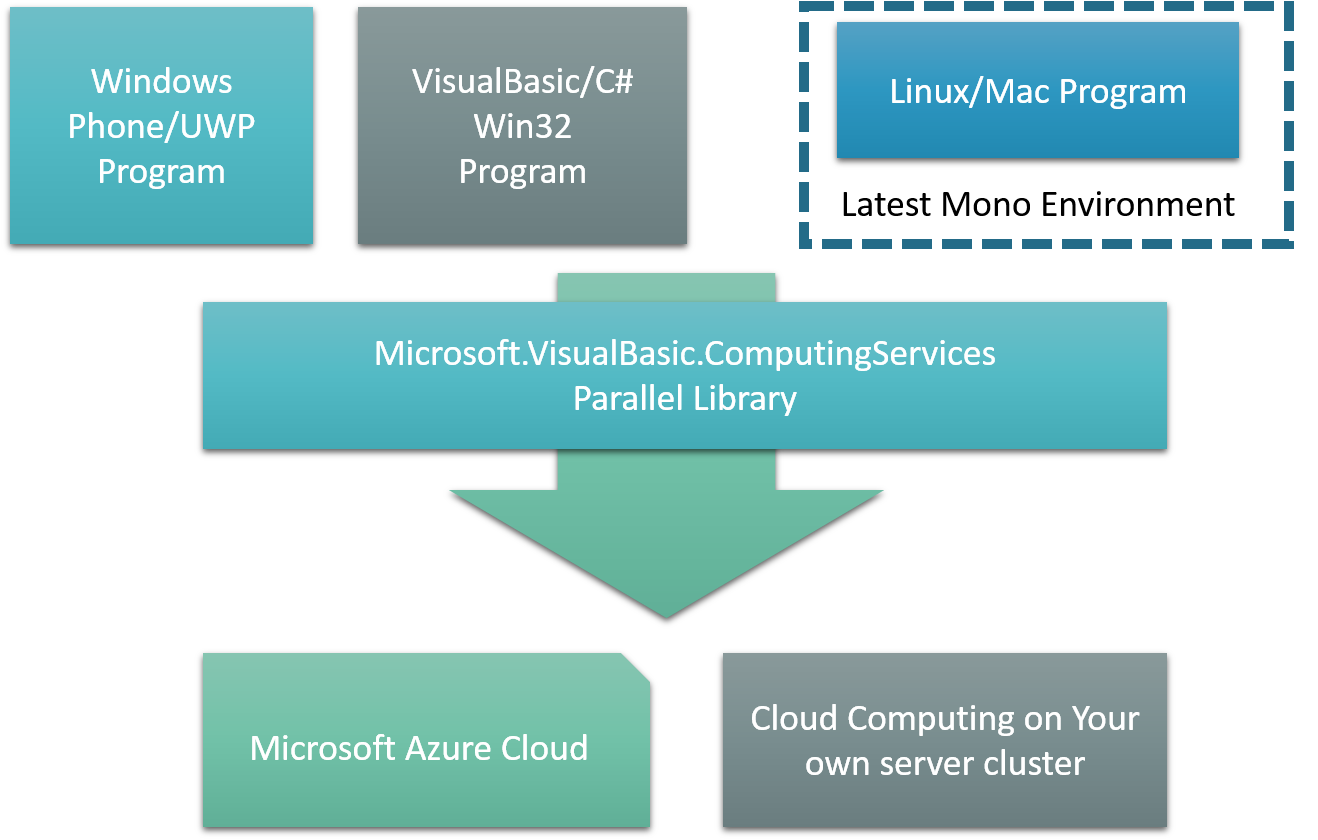 Windows
Phone/UWP
Program
VisualBasic/C#
Win32
Program
Linux/Mac Program
Latest Mono Environment
Microsoft.VisualBasic.ComputingServices
Parallel Library
Microsoft Azure Cloud
Cloud Computing on Your
own server cluster